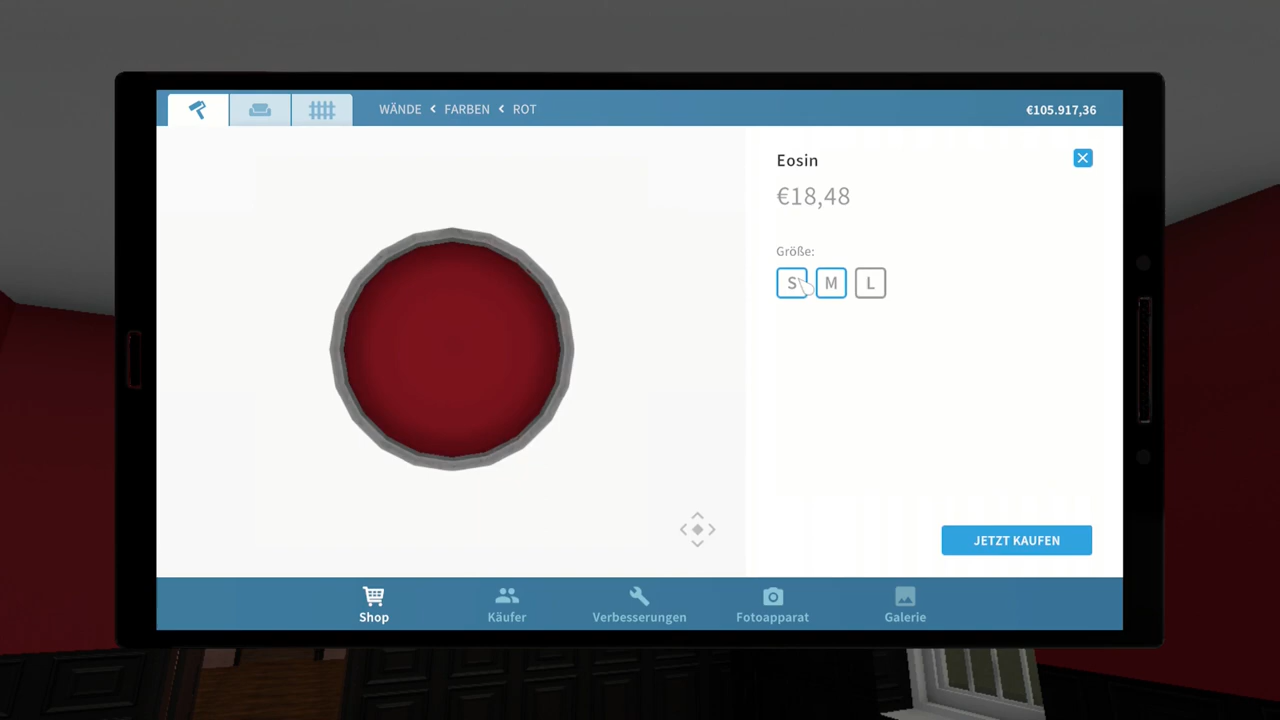 WÄNDE < FARBEN < ROT
€105.917,36
Eosin
€18,48
Größe:
S M L
JETZT KAUFEN
Shop Käufer Verbesserungen Fotoapparat Galerie